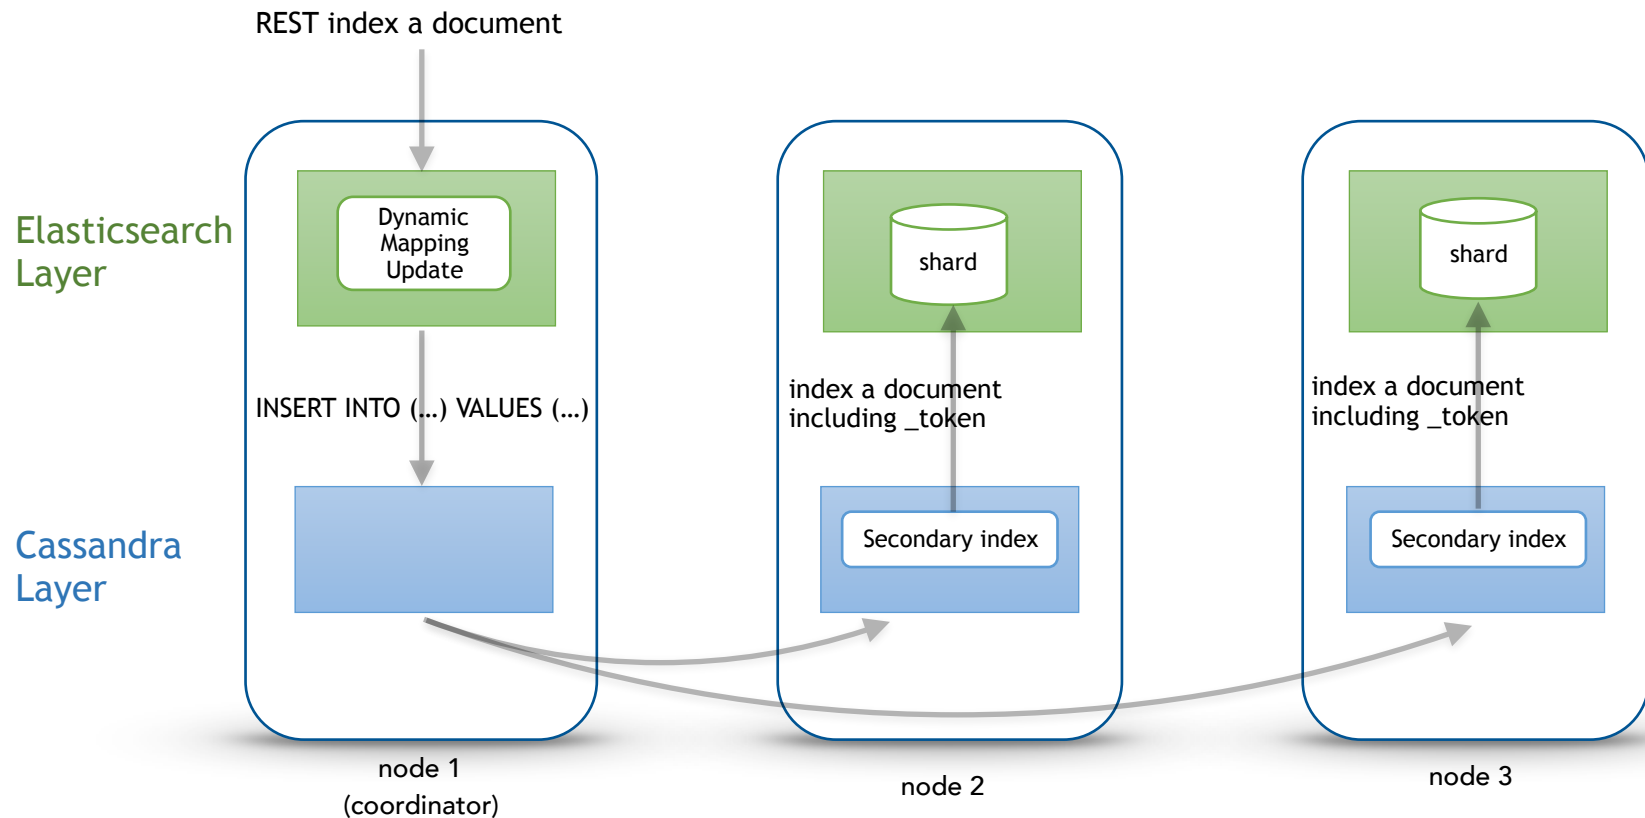 REST index a document
Elasticsearch
Layer
Dynamic
Mapping
Update
shard
shard
INSERT INTO (...) VALUES (...)
index a document
including _token
index a document
including _token
Cassandra
Layer
Secondary index
Secondary index
node 1
(coordinator)
node 2
node 3